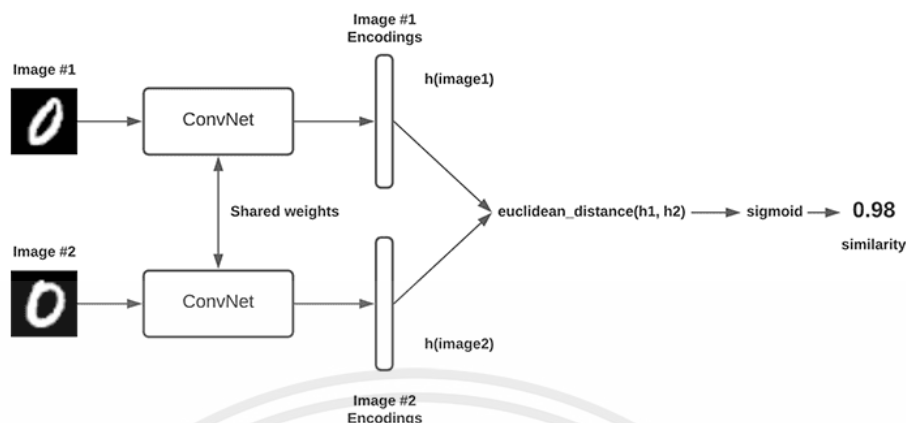 Image #1
Encodings
Image #1
h(image1)
ConvNet
Shared weights
euclidean_distance(h1, h2)
sigmoid
0.98
similarity
Image #2
ConvNet
h(image2)
Image #2
Encodings